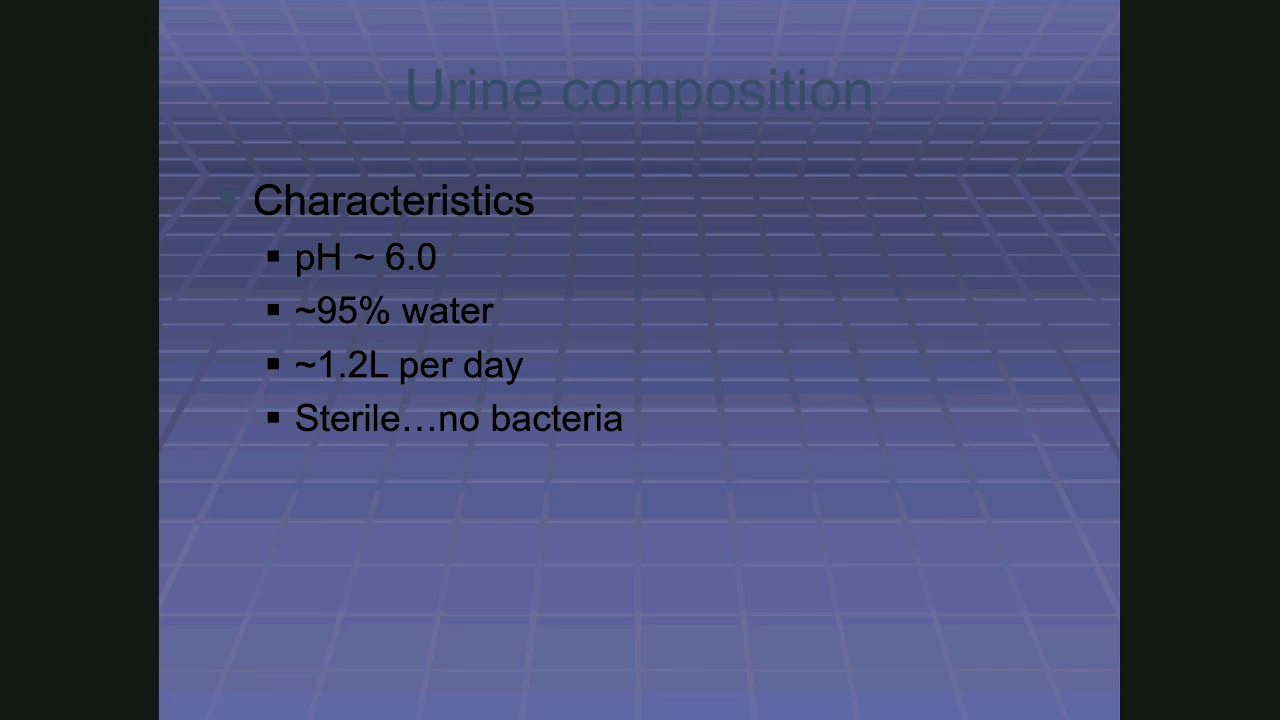 Urine composition
Characteristics
pH ~ 6.0
~95% water
~1.2L per day
Sterile…no bacteria